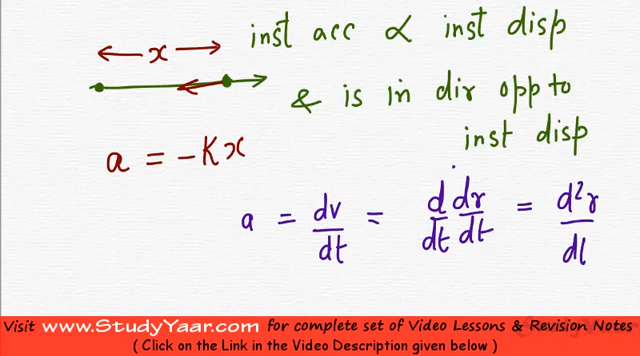 inst acc ∝ inst disp
x
& is in dir opp to
inst disp
a = -Kx
a = dv/dt = d/dt dr/dt = d²r/dt
Visit www.StudyYaar.com for complete set of Video Lessons & Revision Notes
( Click on the Link in the Video Description given below )